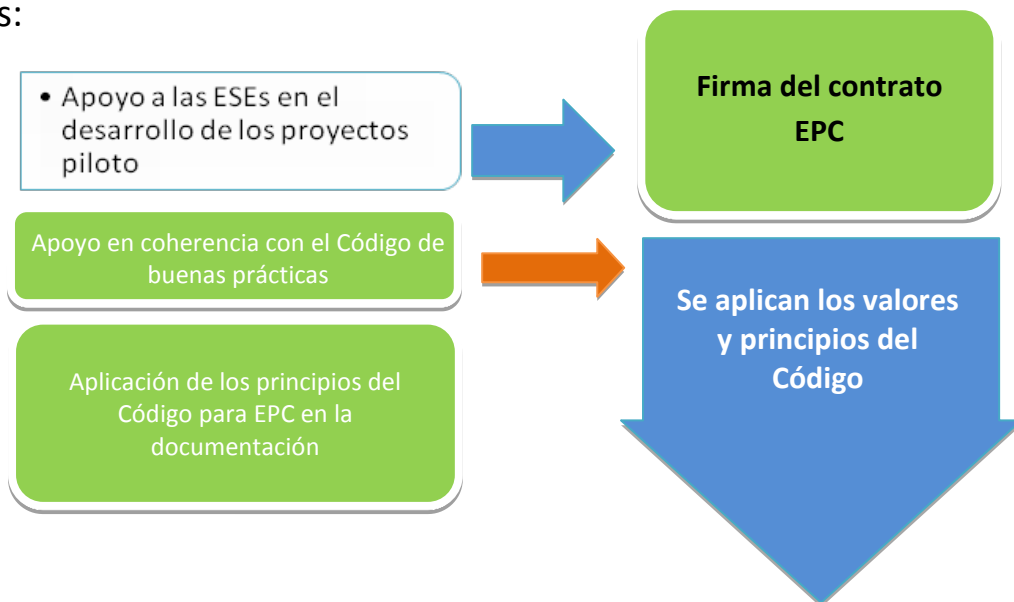 s:
• Apoyo a las ESEs en el
desarrollo de los proyectos
piloto
Firma del contrato
EPC
Apoyo en coherencia con el Código de
buenas prácticas
Se aplican los valores
y principios del
Código
Aplicación de los principios del
Código para EPC en la
documentación